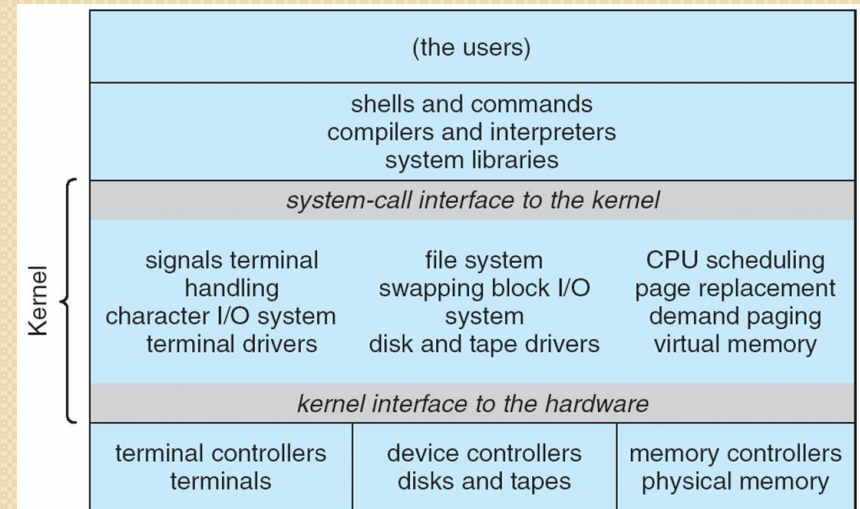 (the users)
shells and commands
compilers and interpreters
system libraries
Kernel
system-call interface to the kernel
signals terminal
handling
character I/O system
terminal drivers
file system
swapping block I/O
system
disk and tape drivers
CPU scheduling
page replacement
demand paging
virtual memory
kernel interface to the hardware
terminal controllers
terminals
device controllers
disks and tapes
memory controllers
physical memory